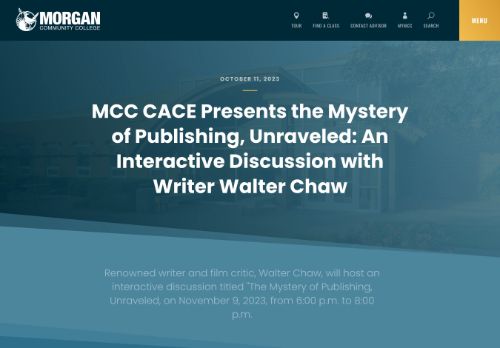 MORGAN
COMMUNITY COLLEGE
TOUR
FIND A CLASS
CONTACT ADVISOR
MYMCC
SEARCH
MENU
OCTOBER 11, 2023
MCC CACE Presents the Mystery
of Publishing, Unraveled: An
Interactive Discussion with
Writer Walter Chaw
Renowned writer and film critic, Walter Chaw, will host an
interactive discussion titled "The Mystery of Publishing,
Unraveled, on November 9, 2023, from 6:00 p.m. to 8:00
p.m.